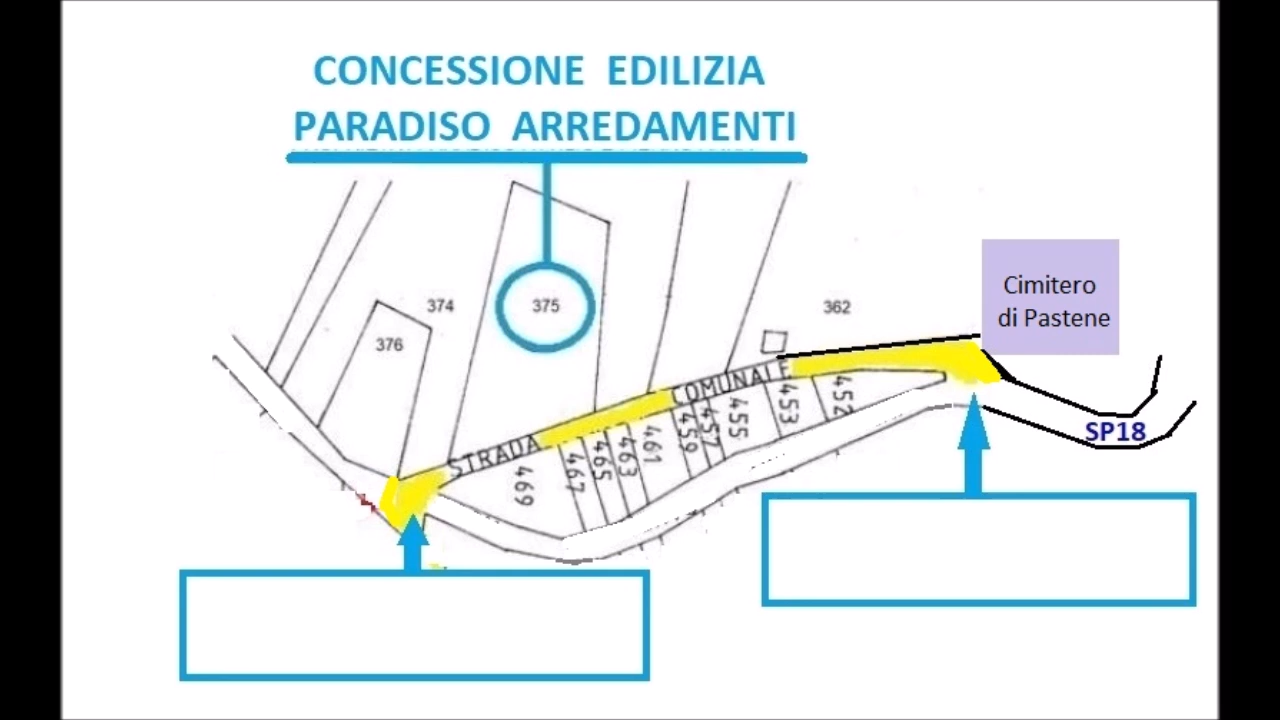 CONCESSIONE EDILIZIA
PARADISO ARREDAMENTI
Cimitero
di Pastene
374
375
362
376
STRADA COMUNALE
469
467
465
463
461
459
457
455
453
452
SP18